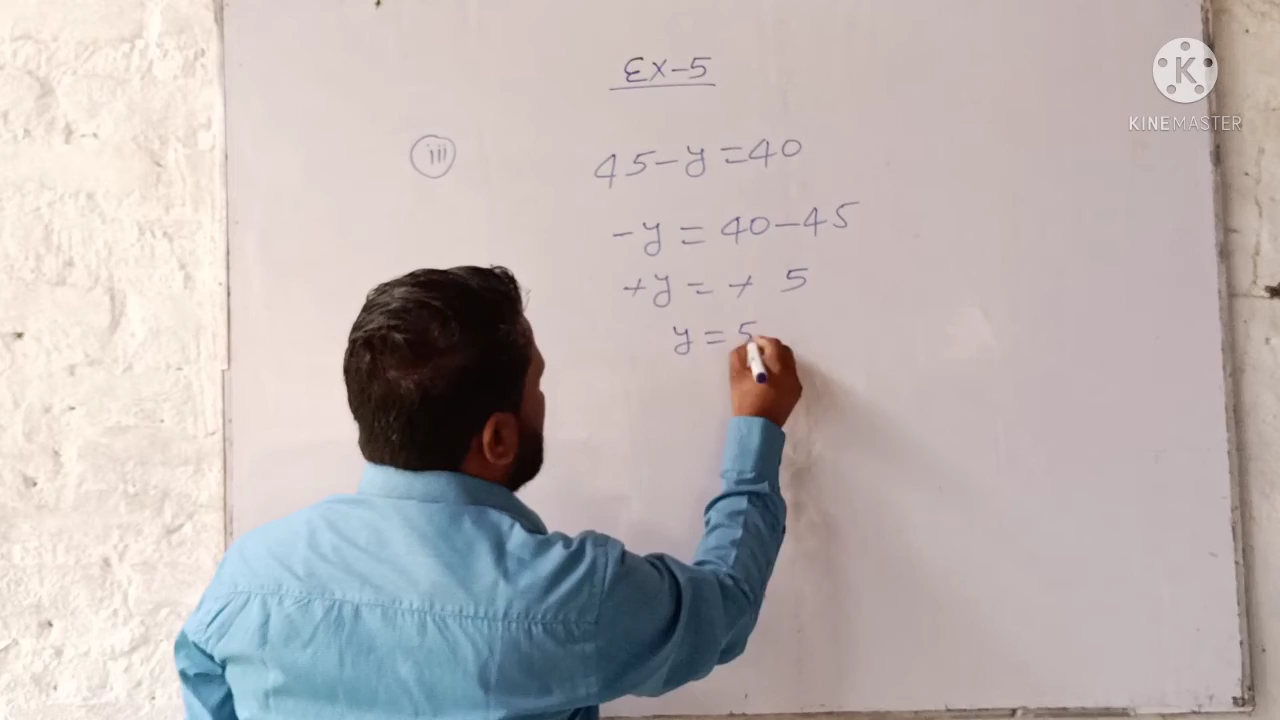 Ex-5
iii 45-y=40
-y=40-45
+y=+ 5
y=5
K
KINEMASTER